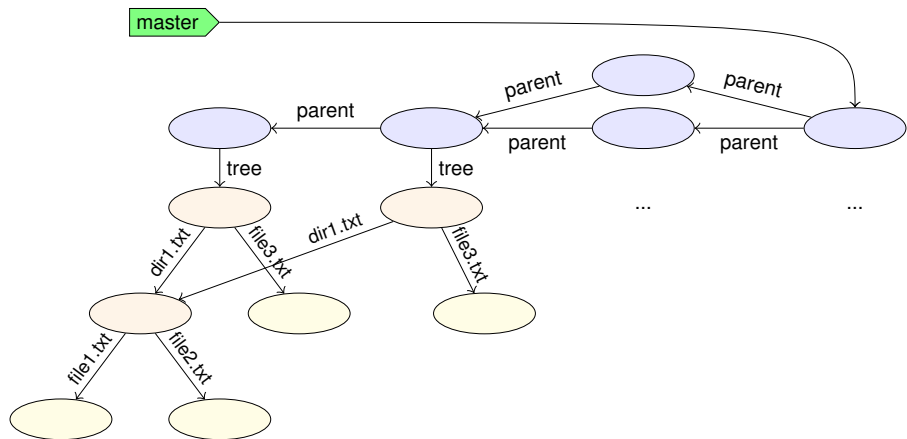 master
parent
parent
parent
parent
parent
tree
tree
...
...
dir1.txt
file3.txt
dir1.txt
file3.txt
file1.txt
file2.txt